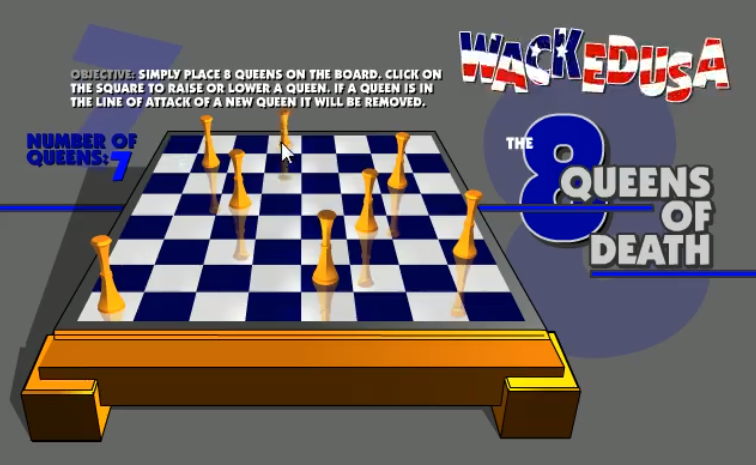 WACKEDUSA
OBJECTIVE: SIMPLY PLACE 8 QUEENS ON THE BOARD. CLICK ON
THE SQUARE TO RAISE OR LOWER A QUEEN. IF A QUEEN IS IN
THE LINE OF ATTACK OF A NEW QUEEN IT WILL BE REMOVED.
NUMBER OF
QUEENS: 7
THE 8
QUEENS
OF
DEATH